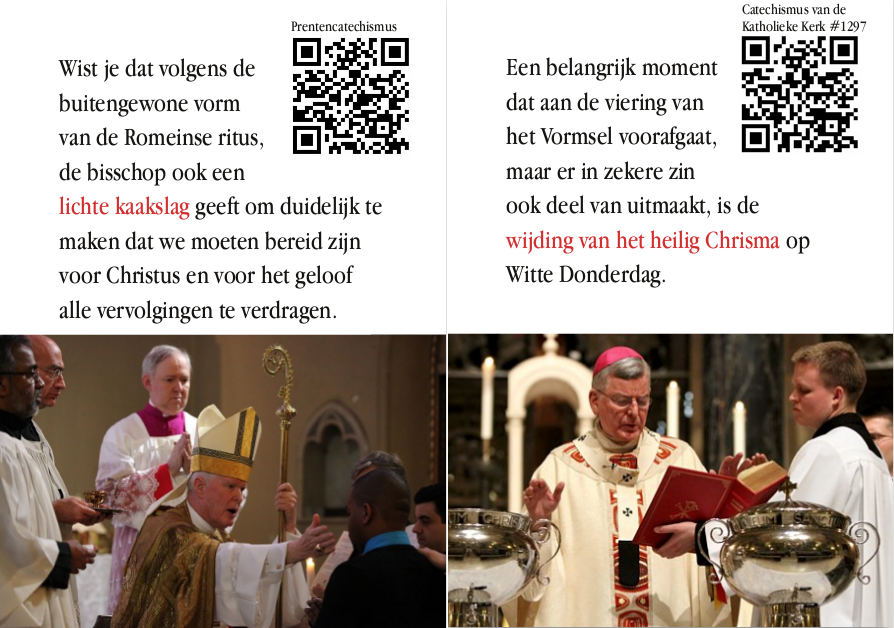 Prentencatechismus
Wist je dat volgens de
buitengewone vorm
van de Romeinse ritus,
de bisschop ook een
lichte kaakslag geeft om duidelijk te
maken dat we moeten bereid zijn
voor Christus en voor het geloof
alle vervolgingen te verdragen.
Catechismus van de
Katholieke Kerk #1297
Een belangrijk moment
dat aan de viering van
het Vormsel voorafgaat,
maar er in zekere zin
ook deel van uitmaakt, is de
wijding van het heilig Chrisma op
Witte Donderdag.